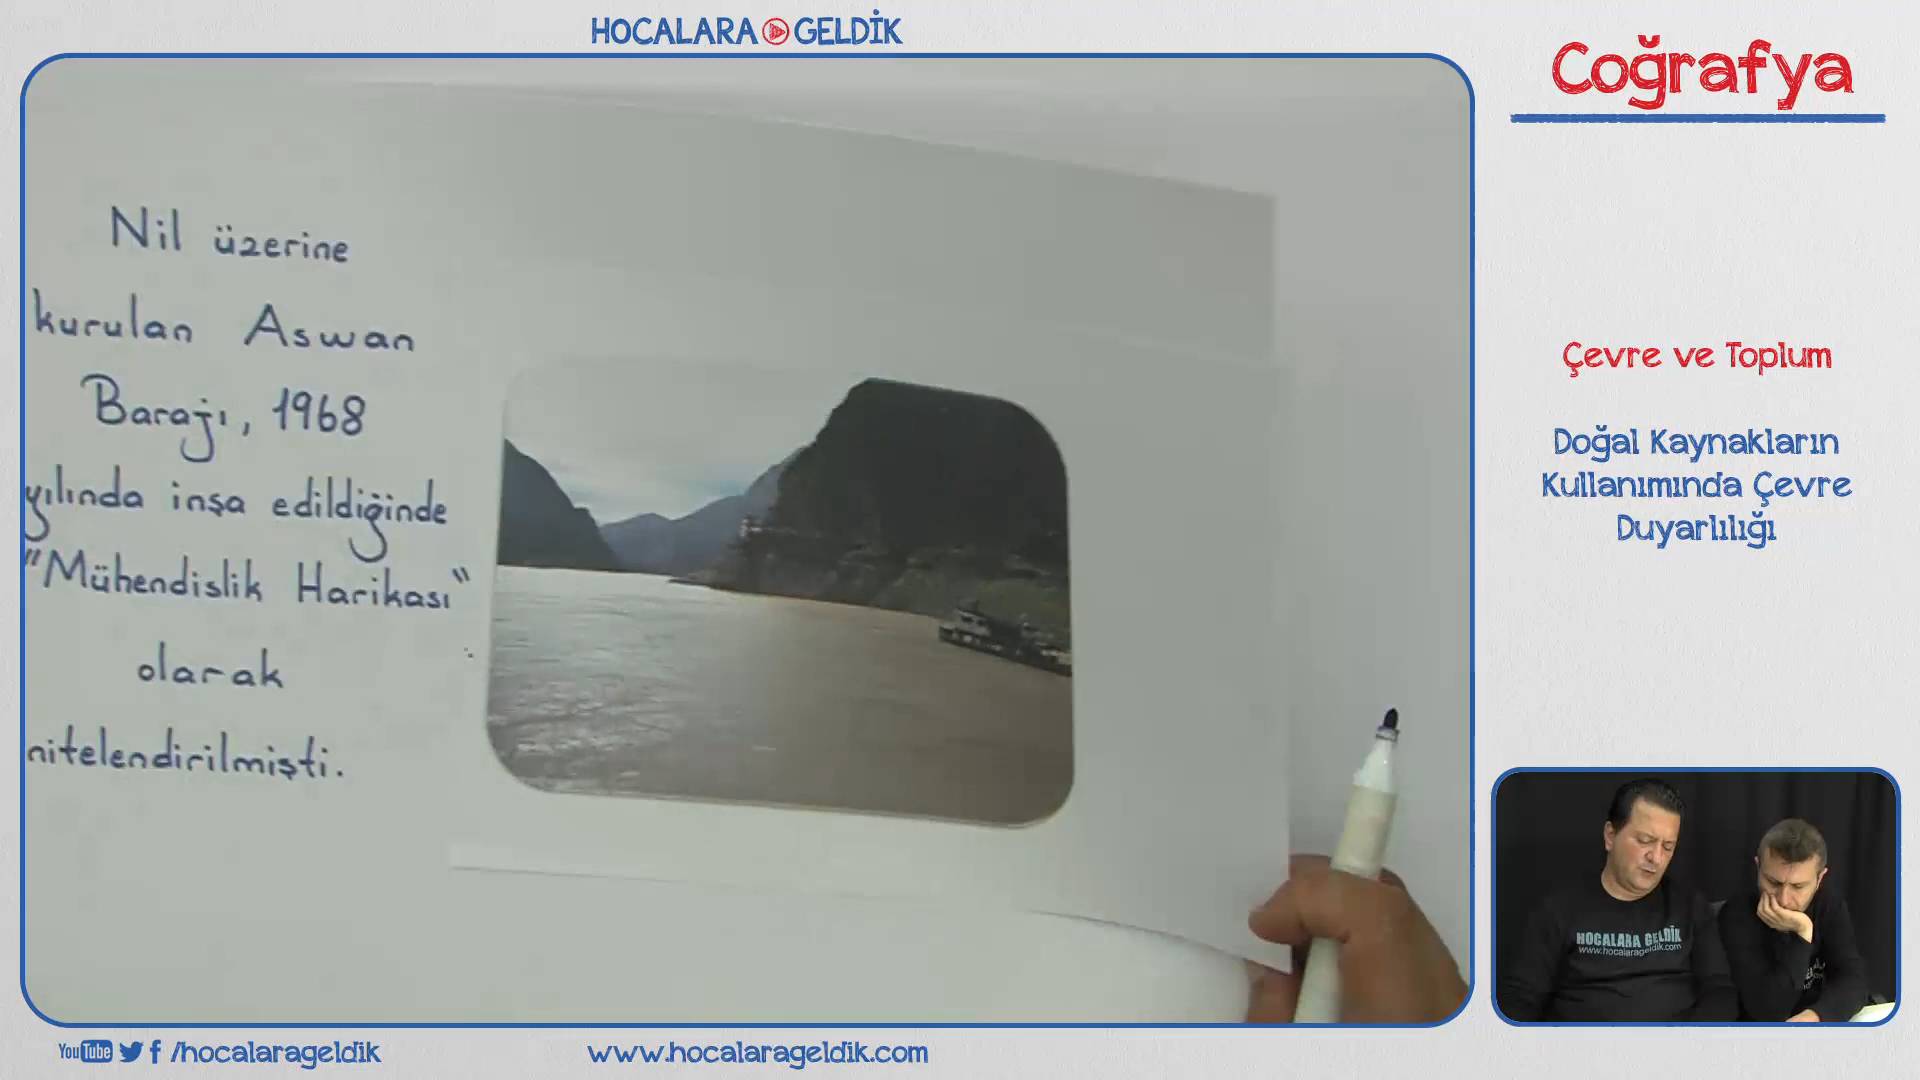 HOCALARA GELDİK
Coğrafya
Nil üzerine
kurulan Aswan
Barajı, 1968
yılında inşa edildiğinde
"Mühendislik Harikası"
olarak
nitelendirilmişti.
Çevre ve Toplum
Doğal Kaynakların
Kullanımında Çevre
Duyarlılığı
HOCALARA GELDİK
www.hocalarageldik.com
YouTube f /hocalarageldik
www.hocalarageldik.com